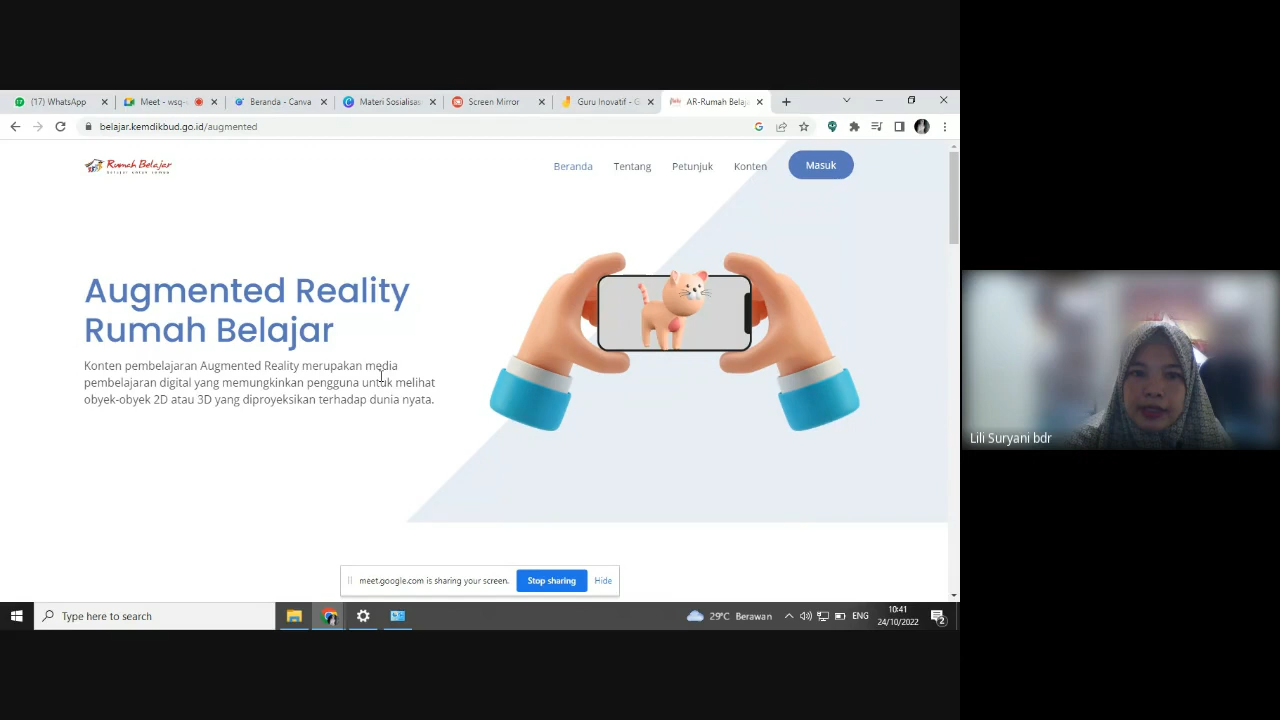 (17) WhatsApp
Meet - wsq-
Beranda - Canva
Materi Sosialisas
Screen Mirror
Guru Inovatif - G
AR-Rumah Belaja
belajar.kemdikbud.go.id/augmented
Rumah Belajar
Beranda
Tentang
Petunjuk
Konten
Masuk
Augmented Reality
Rumah Belajar
Konten pembelajaran Augmented Reality merupakan media
pembelajaran digital yang memungkinkan pengguna untuk melihat
obyek-obyek 2D atau 3D yang diproyeksikan terhadap dunia nyata.
Lili Suryani bdr
meet.google.com is sharing your screen.
Stop sharing
Hide
Type here to search
29°C Berawan
ENG
10:41
24/10/2022
2